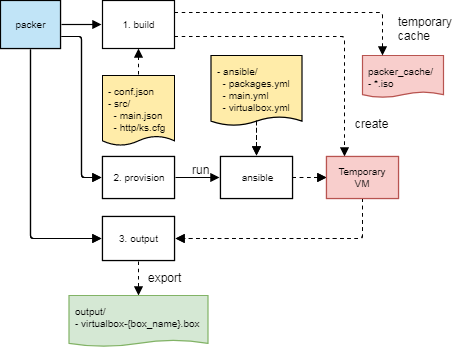 packer
1. build
temporary
cache
packer_cache/
- *.iso
- conf.json
- src/
- main.json
- http/ks.cfg
- ansible/
- packages.yml
- main.yml
- virtualbox.yml
create
2. provision
run
ansible
Temporary
VM
3. output
export
output/
- virtualbox-{box_name}.box